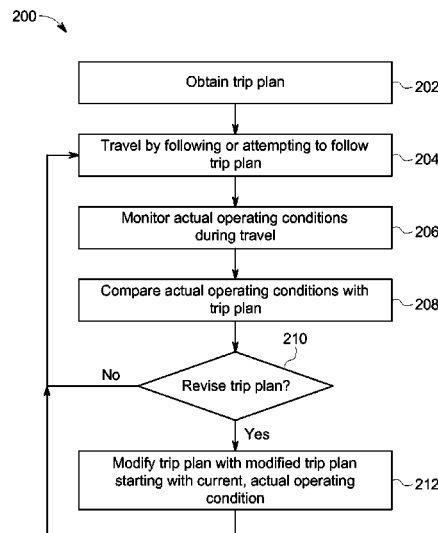 200
Obtain trip plan
202
Travel by following or attempting to follow
trip plan
204
Monitor actual operating conditions
during travel
206
Compare actual operating conditions with
trip plan
208
210
No
Revise trip plan?
Yes
Modify trip plan with modified trip plan
starting with current, actual operating
condition
212